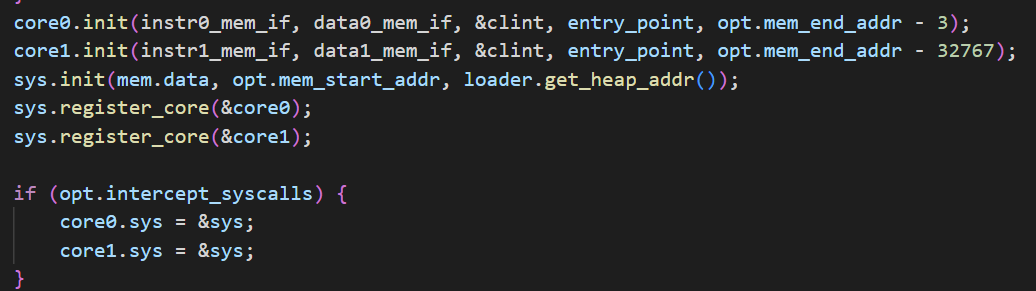 core0.init(instr0_mem_if, data0_mem_if, &clint, entry_point, opt.mem_end_addr - 3);
core1.init(instr1_mem_if, data1_mem_if, &clint, entry_point, opt.mem_end_addr - 32767);
sys.init(mem.data, opt.mem_start_addr, loader.get_heap_addr());
sys.register_core(&core0);
sys.register_core(&core1);
if (opt.intercept_syscalls) {
core0.sys = &sys;
core1.sys = &sys;
}